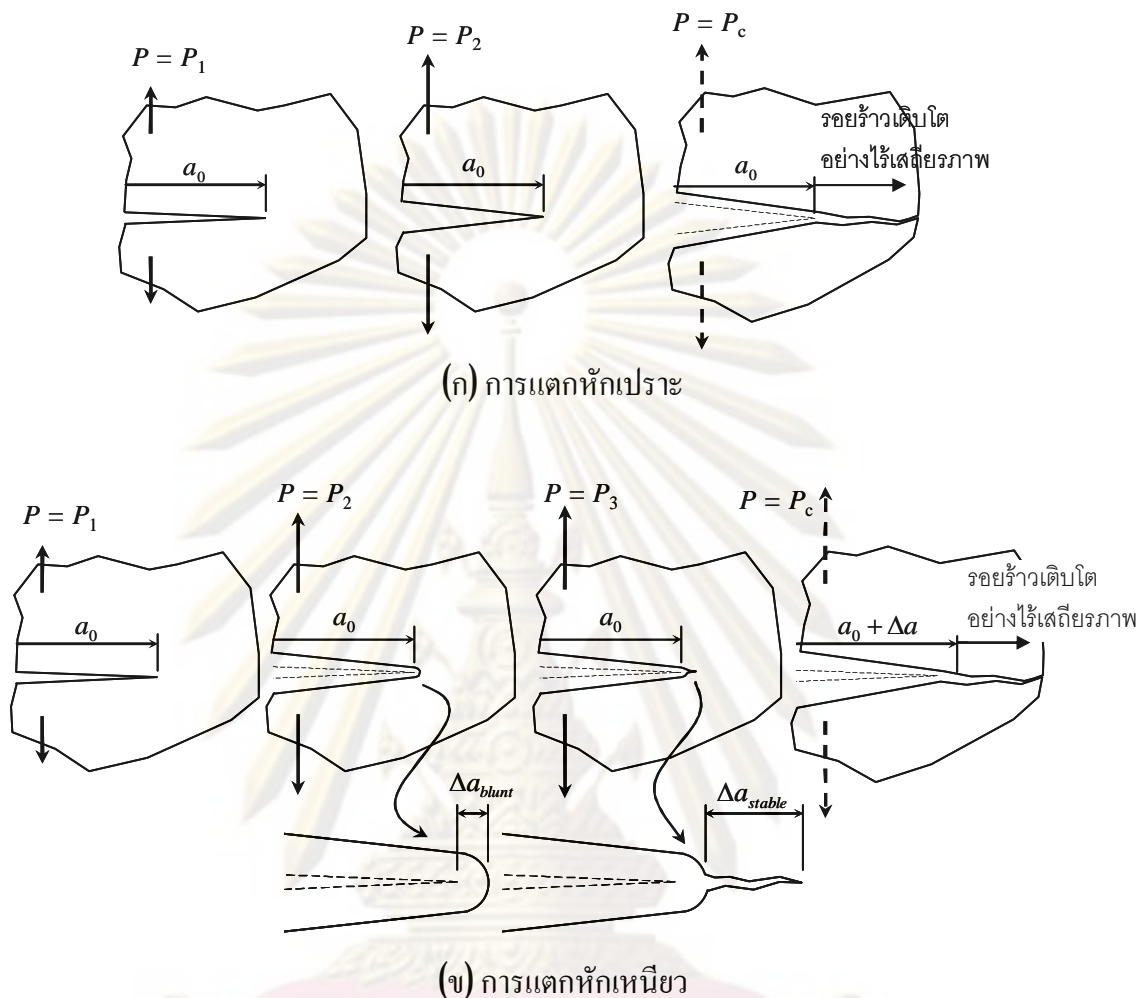 P = P₁
P = P₂
P = Pc
a₀
a₀
a₀
รอยร้าวเติบโต
อย่างไร้เสถียรภาพ
(ก) การแตกหักเปราะ
P = P₁
P = P₂
P = P₃
P = Pc
a₀
a₀
a₀
a₀ + Δa
รอยร้าวเติบโต
อย่างไร้เสถียรภาพ
Δa blunt
Δa stable
(ข) การแตกหักเหนียว